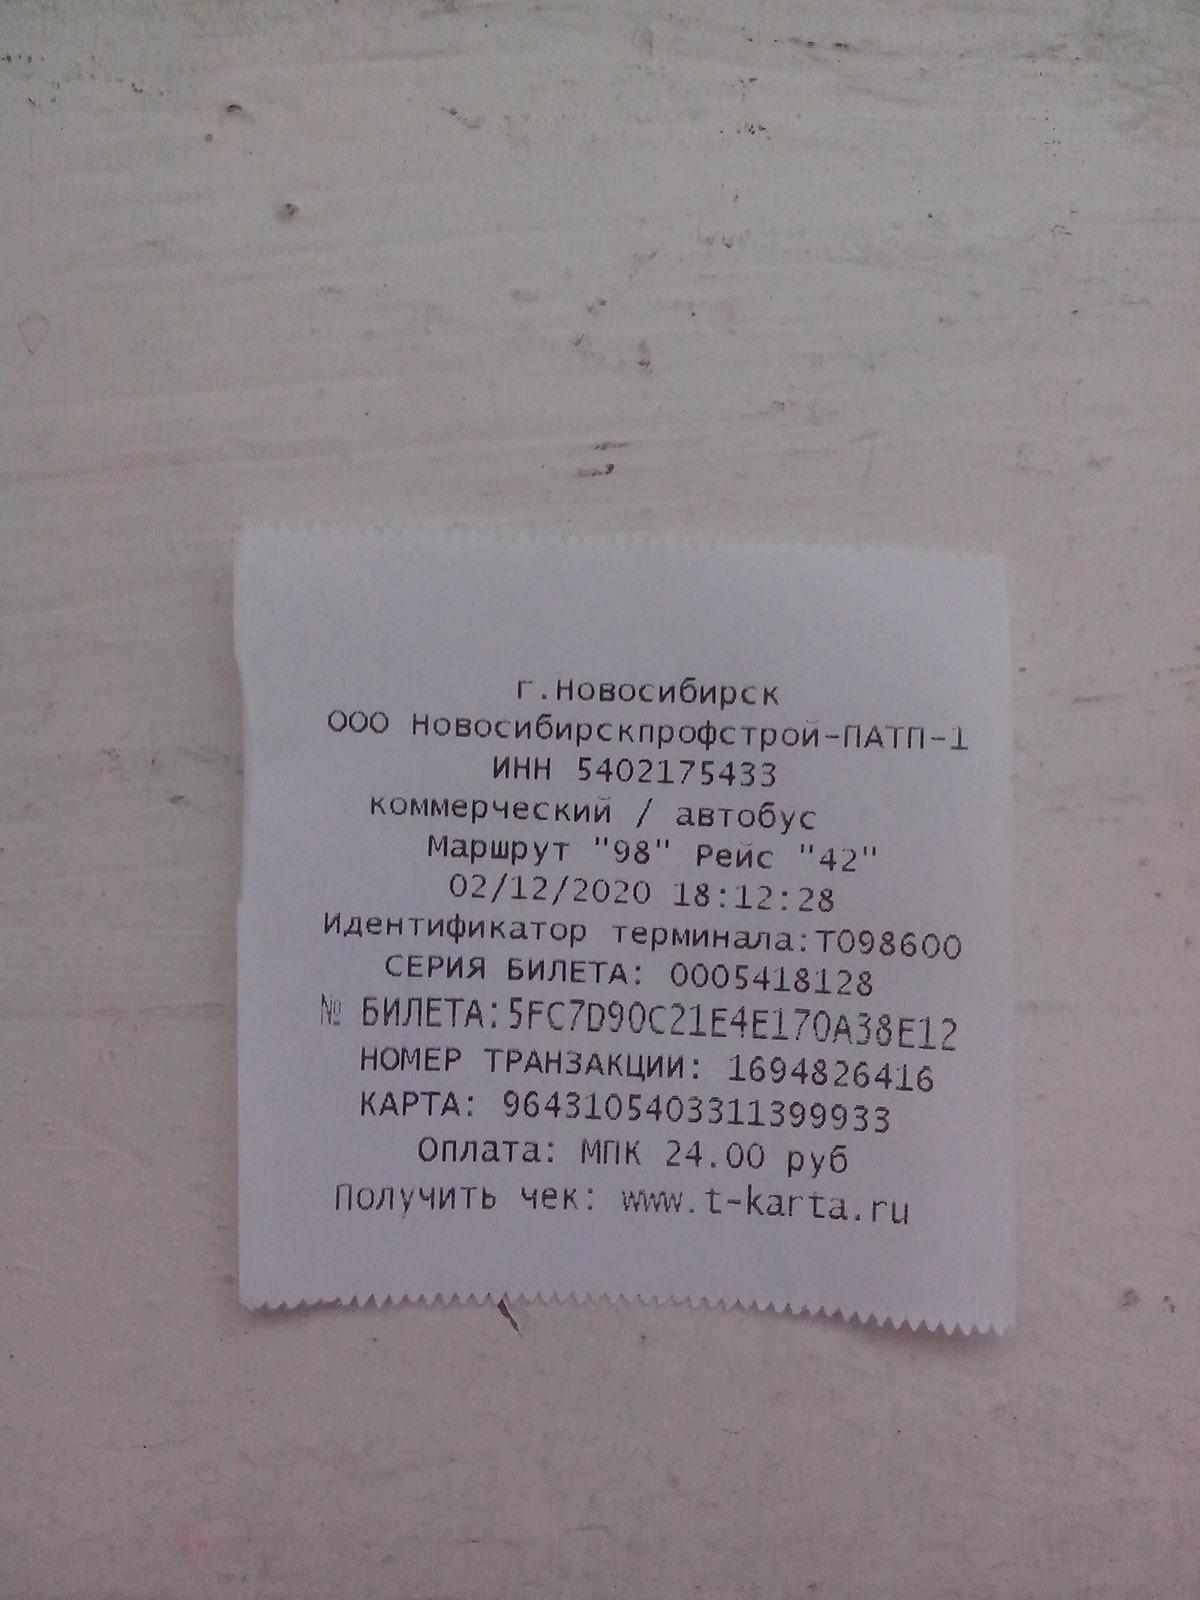 г.Новосибирск
ООО Новосибирскпрофстрой-ПАТП-1
ИНН 5402175433
коммерческий / автобус
Маршрут "98" Рейс "42"
02/12/2020 18:12:28
Идентификатор терминала:T098600
СЕРИЯ БИЛЕТА: 0005418128
№ БИЛЕТА:5FC7D90C21E4E170A38E12
НОМЕР ТРАНЗАКЦИИ: 1694826416
КАРТА: 9643105403311399933
Оплата: МПК 24.00 руб
Получить чек: www.t-karta.ru